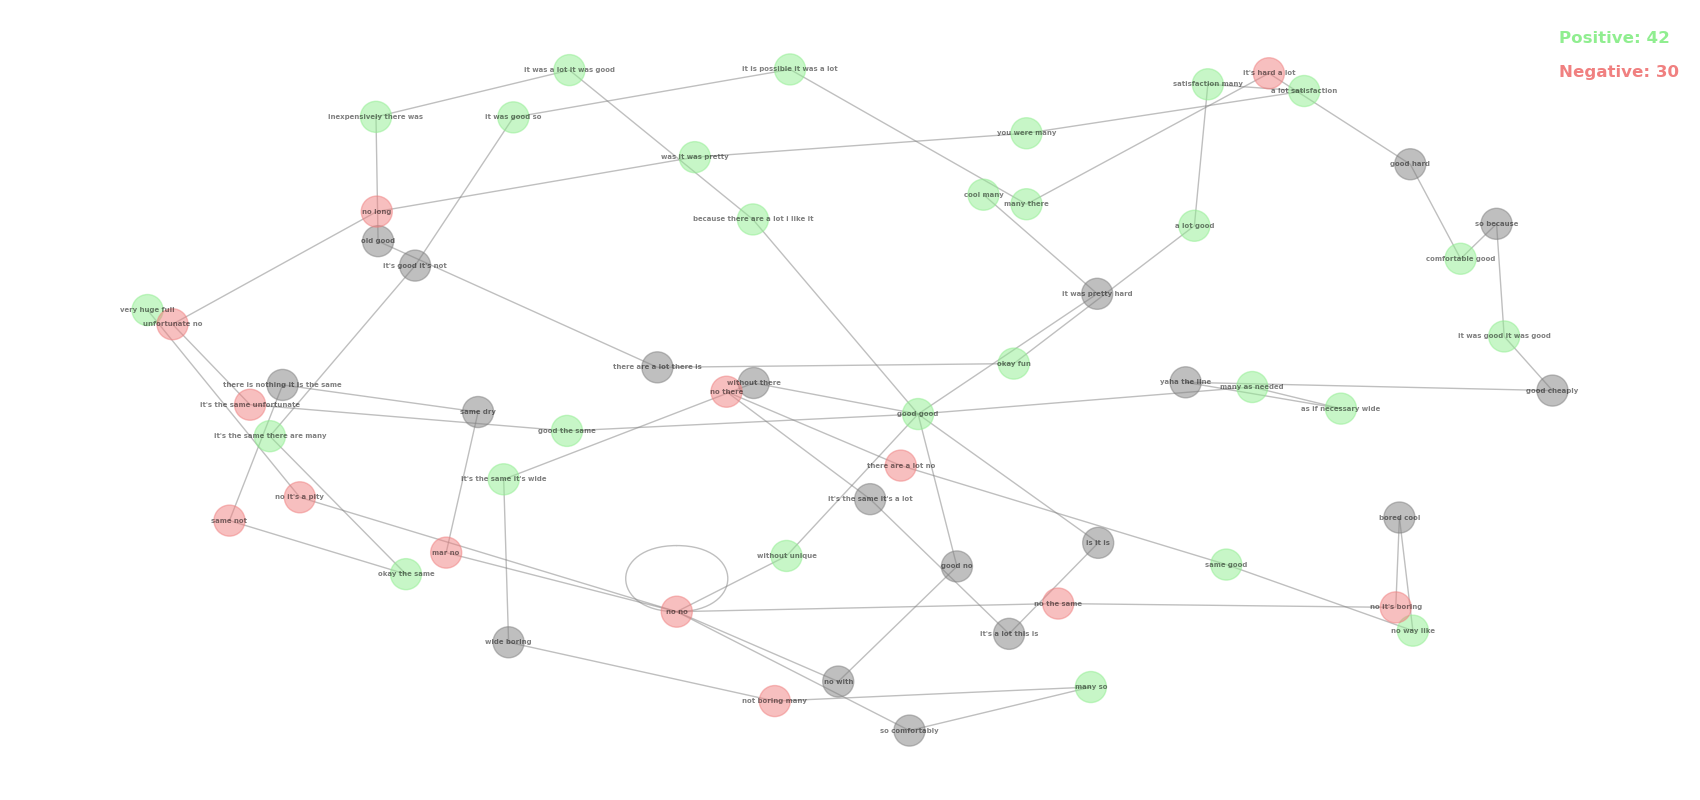 Positive: 42
Negative: 30
it was a lot it was good
it is possible it was a lot
it's hard a lot
satisfaction many
a lot satisfaction
inexpensively there was
it was good so
you were many
was it was pretty
good hard
cool many
many there
no long
because there are a lot i like it
a lot good
so because
old good
comfortable good
it's good it's not
it was pretty hard
very huge full
unfortunate no
it was good it was good
there are a lot there is
okay fun
there is nothing it is the same
without there
yaha the line
many as needed
no there
good cheaply
it's the same unfortunate
same dry
as if necessary wide
good good
it's the same there are many
good the same
there are a lot no
it's the same it's wide
no it's a pity
it's the same it's a lot
same not
bored cool
is it is
mar no
without unique
good no
same good
okay the same
no no
no the same
no it's boring
it's a lot this is
no way like
wide boring
no with
many so
not boring many
so comfortably